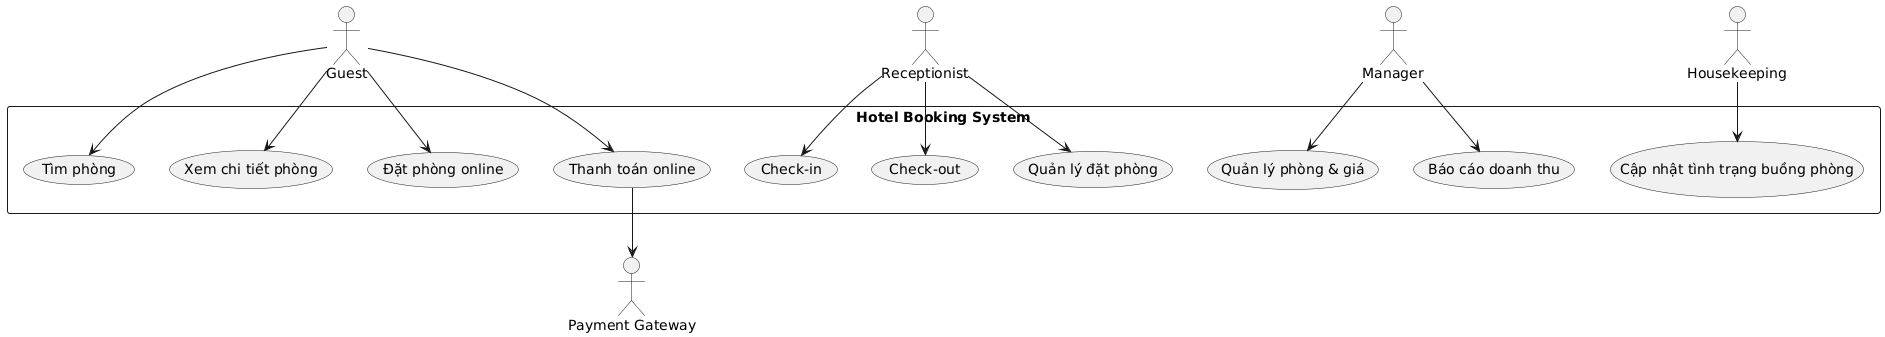 Guest
Receptionist
Manager
Housekeeping
Hotel Booking System
Tìm phòng
Xem chi tiết phòng
Đặt phòng online
Thanh toán online
Check-in
Check-out
Quản lý đặt phòng
Quản lý phòng & giá
Báo cáo doanh thu
Cập nhật tình trạng buồng phòng
Payment Gateway